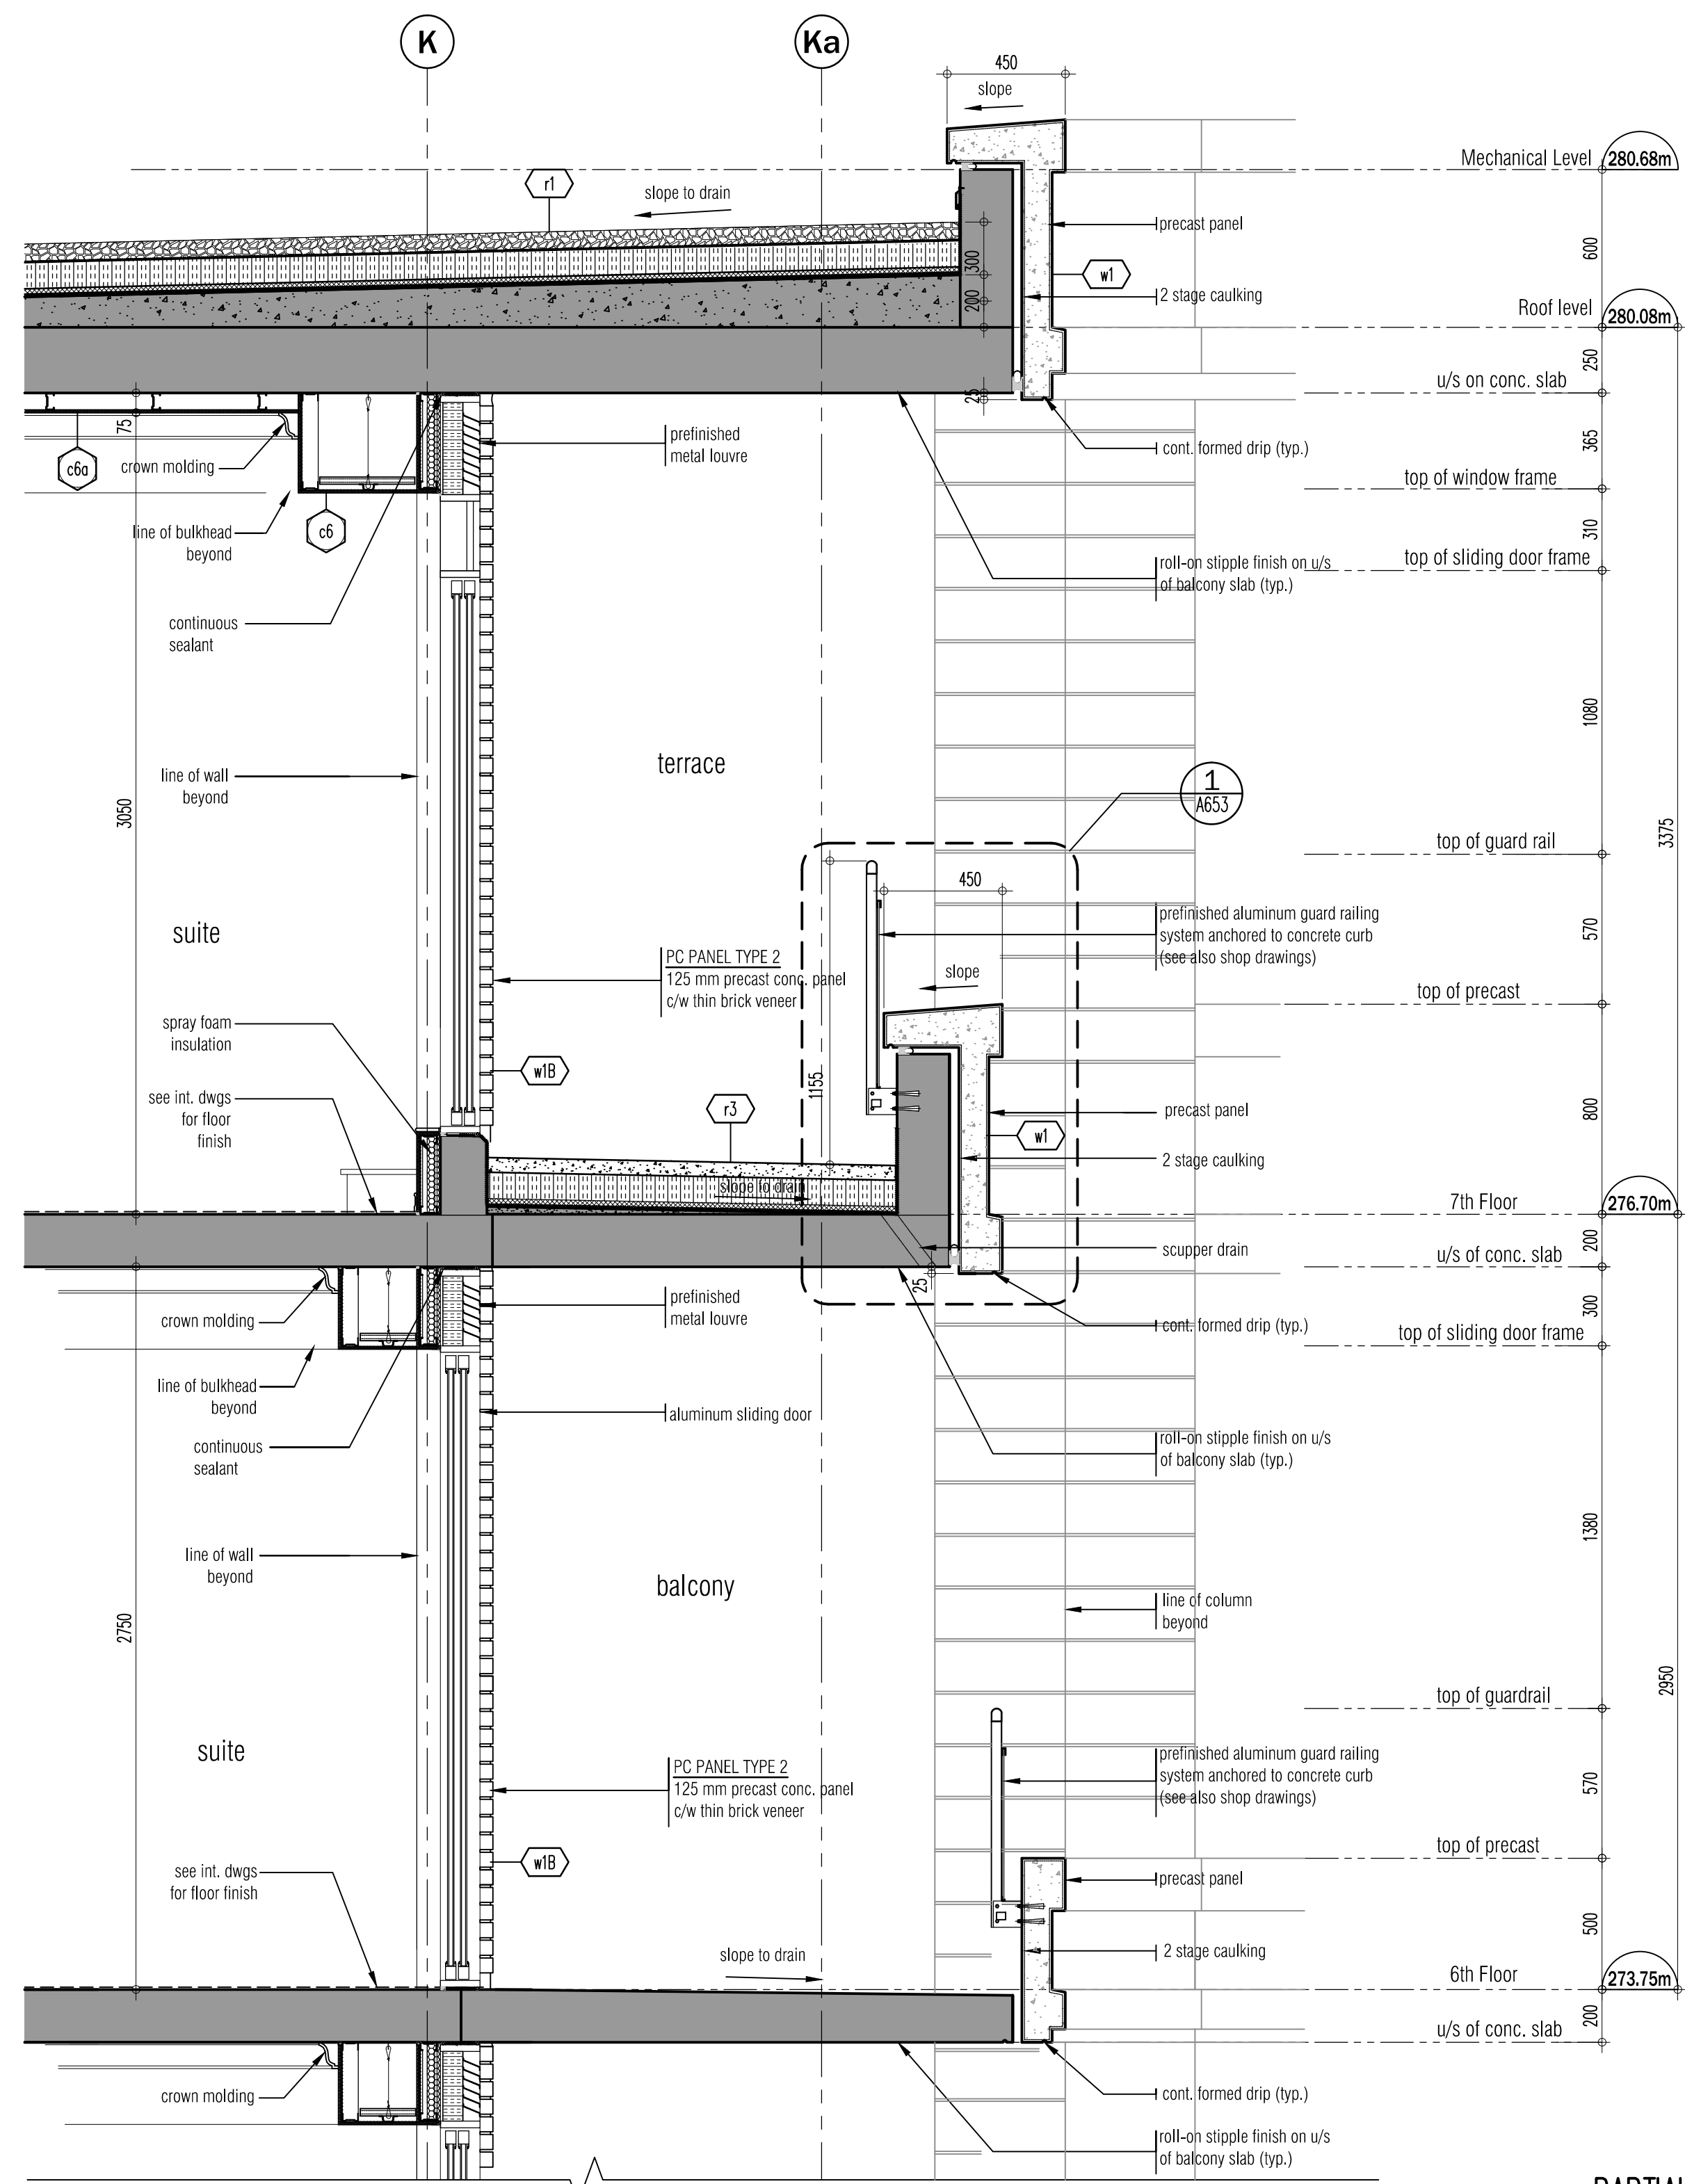 K
Ka
450
slope
Mechanical Level
280.68m
r1
slope to drain
precast panel
600
300
w1
2 stage caulking
200
Roof level
280.08m
250
u/s on conc. slab
25
75
prefinished
metal louvre
365
c6a
crown molding
cont. formed drip (typ.)
top of window frame
line of bulkhead
beyond
c6
310
roll-on stipple finish on u/s
of balcony slab (typ.)
top of sliding door frame
continuous
sealant
1080
terrace
line of wall
beyond
1
A653
3050
3375
top of guard rail
450
suite
prefinished aluminum guard railing
system anchored to concrete curb
(see also shop drawings)
570
PC PANEL TYPE 2
125 mm precast conc. panel
c/w thin brick veneer
slope
top of precast
spray foam
insulation
w1B
1155
see int. dwgs
for floor
finish
r3
precast panel
800
w1
2 stage caulking
slope to drain
7th Floor
276.70m
scupper drain
u/s of conc. slab
200
25
prefinished
metal louvre
300
crown molding
cont. formed drip (typ.)
top of sliding door frame
line of bulkhead
beyond
aluminum sliding door
continuous
sealant
roll-on stipple finish on u/s
of balcony slab (typ.)
1380
line of wall
beyond
balcony
line of column
beyond
2750
2950
top of guardrail
suite
prefinished aluminum guard railing
system anchored to concrete curb
(see also shop drawings)
570
PC PANEL TYPE 2
125 mm precast conc. panel
c/w thin brick veneer
top of precast
w1B
see int. dwgs
for floor finish
precast panel
500
slope to drain
2 stage caulking
6th Floor
273.75m
u/s of conc. slab
200
crown molding
cont. formed drip (typ.)
roll-on stipple finish on u/s
of balcony slab (typ.)